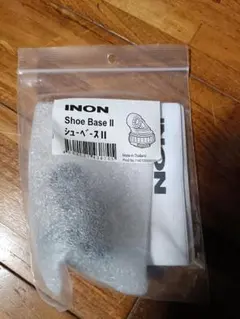 INON
Shoe Base II
シューベースII
Made in Thailand
INON